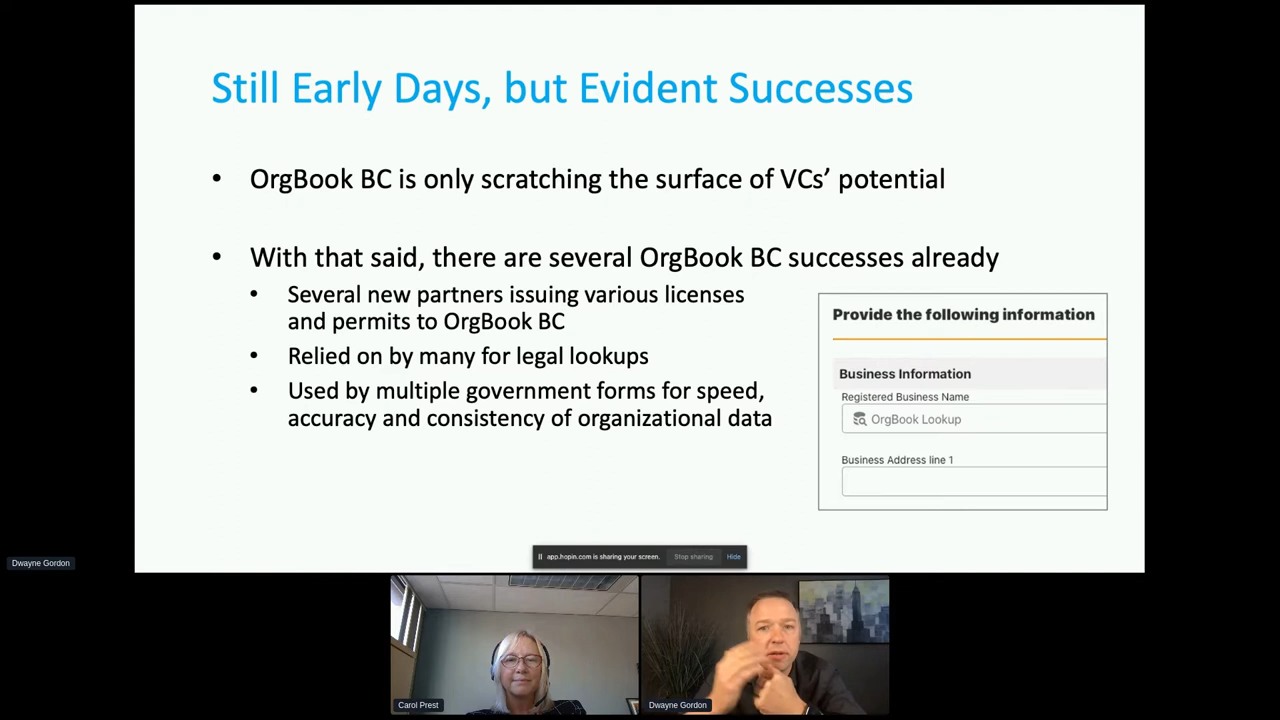 Still Early Days, but Evident Successes
• OrgBook BC is only scratching the surface of VCs’ potential
• With that said, there are several OrgBook BC successes already
• Several new partners issuing various licenses
and permits to OrgBook BC
• Relied on by many for legal lookups
• Used by multiple government forms for speed,
accuracy and consistency of organizational data
Provide the following information
Business Information
Registered Business Name
OrgBook Lookup
Business Address line 1
app.hopin.com is sharing your screen.
Stop sharing
Hide
Dwayne Gordon
Carol Prest
Dwayne Gordon